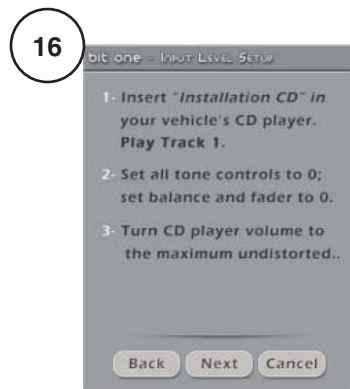 16
bit one - Input Level Setup
1- Insert "Installation CD" in
your vehicle's CD player.
Play Track 1.
2- Set all tone controls to 0;
set balance and fader to 0.
3- Turn CD player volume to
the maximum undistorted..
Back Next Cancel